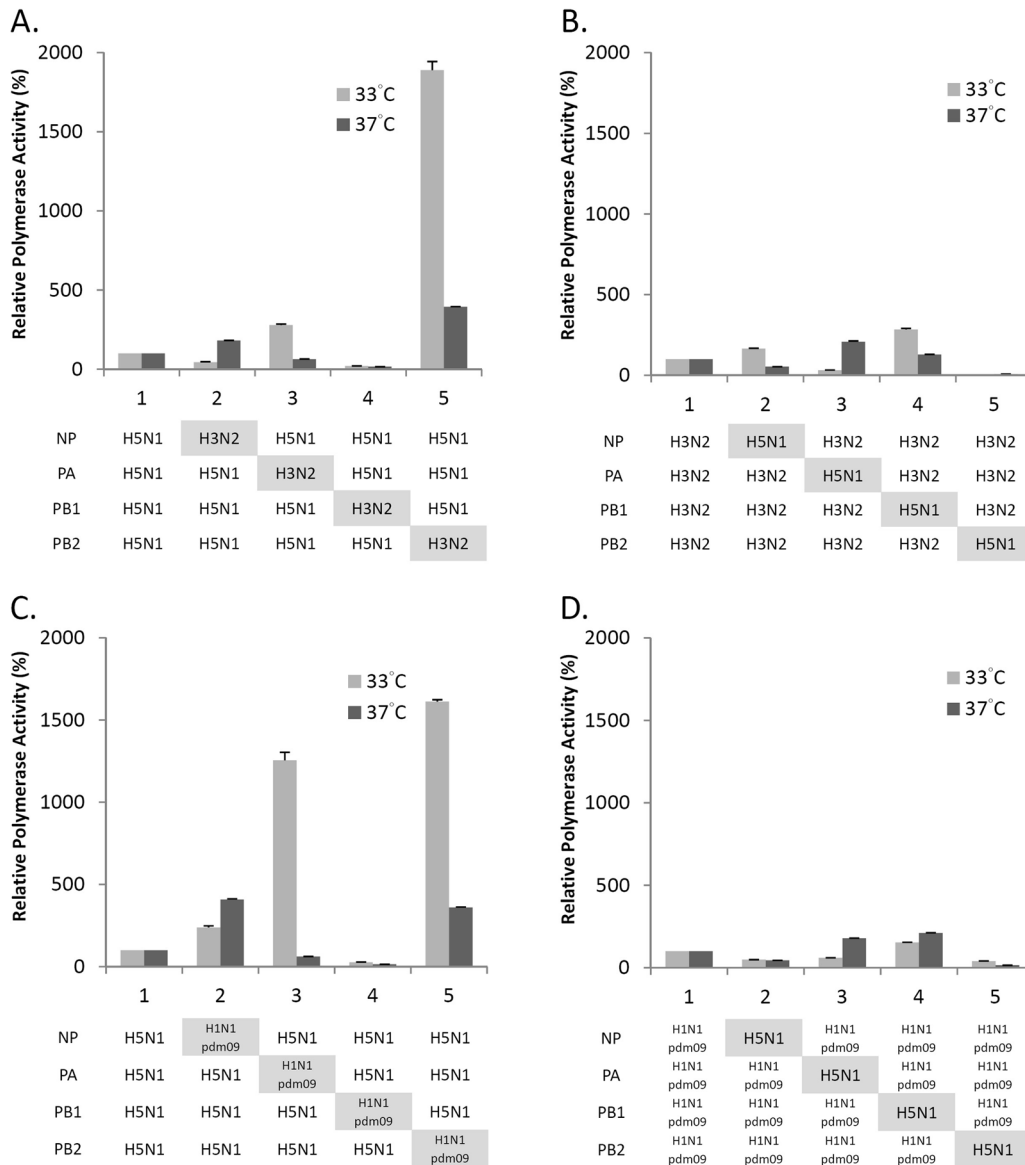 A.
Relative Polymerase Activity (%)
2000
1500
1000
500
0
33°C
37°C
1 2 3 4 5
NP H5N1 H3N2 H5N1 H5N1 H5N1
PA H5N1 H5N1 H3N2 H5N1 H5N1
PB1 H5N1 H5N1 H5N1 H3N2 H5N1
PB2 H5N1 H5N1 H5N1 H5N1 H3N2
B.
Relative Polymerase Activity (%)
2000
1500
1000
500
0
33°C
37°C
1 2 3 4 5
NP H3N2 H5N1 H3N2 H3N2 H3N2
PA H3N2 H3N2 H5N1 H3N2 H3N2
PB1 H3N2 H3N2 H3N2 H5N1 H3N2
PB2 H3N2 H3N2 H3N2 H3N2 H5N1
C.
Relative Polymerase Activity (%)
2000
1500
1000
500
0
33°C
37°C
1 2 3 4 5
NP H5N1 H1N1 pdm09 H5N1 H5N1 H5N1
PA H5N1 H5N1 H1N1 pdm09 H5N1 H5N1
PB1 H5N1 H5N1 H5N1 H1N1 pdm09 H5N1
PB2 H5N1 H5N1 H5N1 H5N1 H1N1 pdm09
D.
Relative Polymerase Activity (%)
2000
1500
1000
500
0
33°C
37°C
1 2 3 4 5
NP H1N1 pdm09 H5N1 H1N1 pdm09 H1N1 pdm09 H1N1 pdm09
PA H1N1 pdm09 H1N1 pdm09 H5N1 H1N1 pdm09 H1N1 pdm09
PB1 H1N1 pdm09 H1N1 pdm09 H1N1 pdm09 H5N1 H1N1 pdm09
PB2 H1N1 pdm09 H1N1 pdm09 H1N1 pdm09 H1N1 pdm09 H5N1